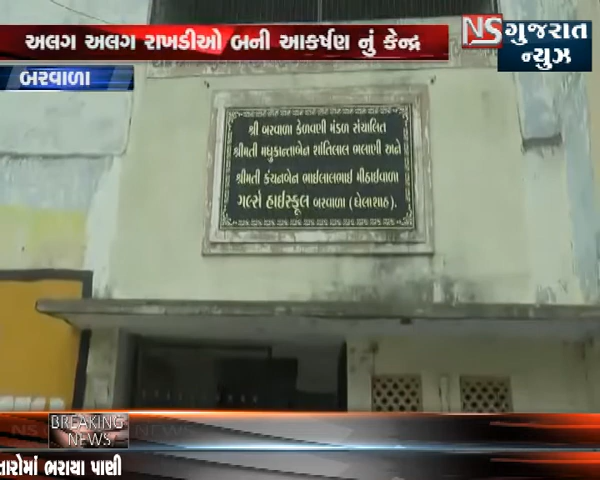 અલગ અલગ રાખડીઓ બની આકર્ષણ નું કેન્દ્ર
NS ગુજરાત
ન્યુઝ
બરવાળા
શ્રી બરવાળા કેળવણી મંડળ સંચાલિત
શ્રીમતી મધુકાન્તાબેન શાંતિલાલ ભલાણી અને
શ્રીમતી કંચનબેન ભાઈલાલભાઈ મીઠાઈવાળા
ગર્લ્સ હાઈસ્કૂલ બરવાળા (ઘેલાશાહ).
BREAKING
NEWS
ભરાયા પાણી